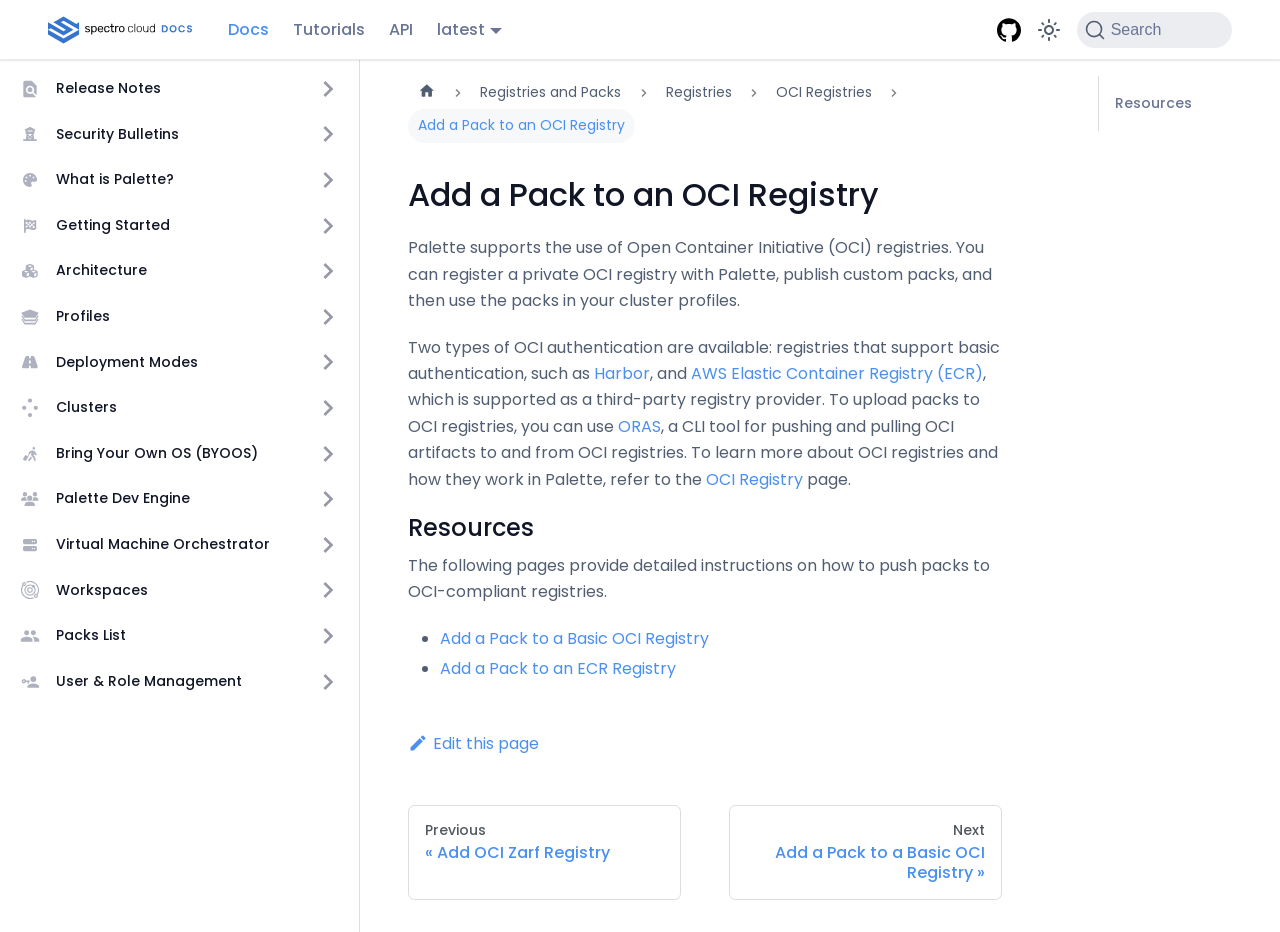 spectro cloud DOCS Docs Tutorials API latest Search
Release Notes
Security Bulletins
What is Palette?
Getting Started
Architecture
Profiles
Deployment Modes
Clusters
Bring Your Own OS (BYOOS)
Palette Dev Engine
Virtual Machine Orchestrator
Workspaces
Packs List
User & Role Management
Registries and Packs > Registries > OCI Registries >
Add a Pack to an OCI Registry
Add a Pack to an OCI Registry
Palette supports the use of Open Container Initiative (OCI) registries. You
can register a private OCI registry with Palette, publish custom packs, and
then use the packs in your cluster profiles.
Two types of OCI authentication are available: registries that support basic
authentication, such as Harbor, and AWS Elastic Container Registry (ECR),
which is supported as a third-party registry provider. To upload packs to
OCI registries, you can use ORAS, a CLI tool for pushing and pulling OCI
artifacts to and from OCI registries. To learn more about OCI registries and
how they work in Palette, refer to the OCI Registry page.
Resources
The following pages provide detailed instructions on how to push packs to
OCI-compliant registries.
• Add a Pack to a Basic OCI Registry
• Add a Pack to an ECR Registry
Edit this page
Previous
« Add OCI Zarf Registry
Next
Add a Pack to a Basic OCI
Registry »
Resources